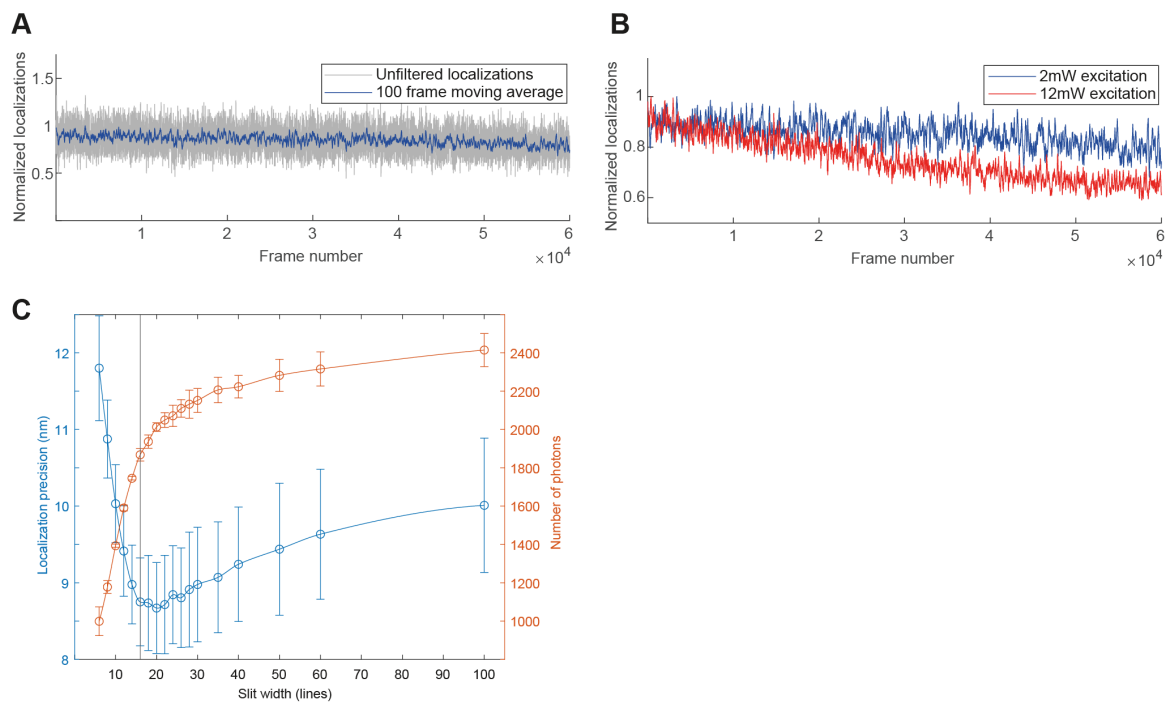 A
Normalized localizations
1.5
1
0.5
Unfiltered localizations
100 frame moving average
1 2 3 4 5 6
Frame number
×10^4
B
Normalized localizations
1
0.8
0.6
2mW excitation
12mW excitation
1 2 3 4 5 6
Frame number
×10^4
C
Localization precision (nm)
12
11
10
9
8
2400
2200
2000
1800
1600
1400
1200
1000
Number of photons
10 20 30 40 50 60 70 80 90 100
Slit width (lines)